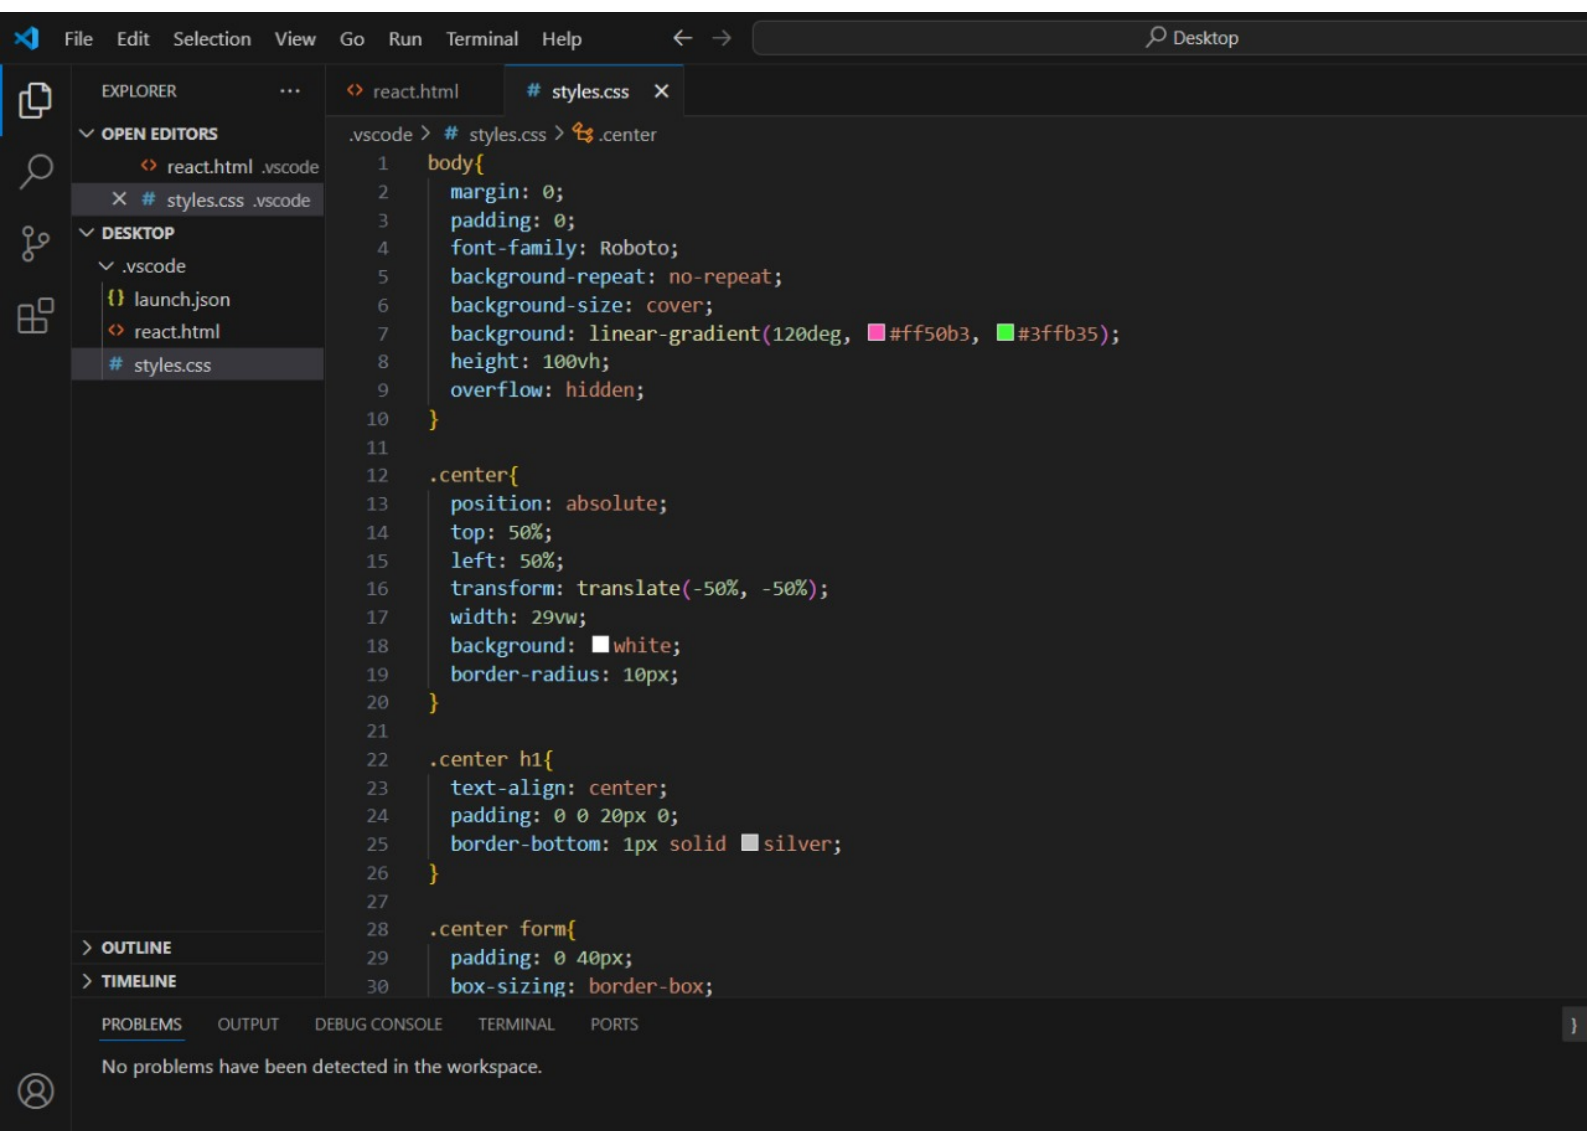 File Edit Selection View Go Run Terminal Help ← → Desktop
EXPLORER ...
OPEN EDITORS
react.html .vscode
styles.css .vscode
DESKTOP
.vscode
{} launch.json
<> react.html
# styles.css
OUTLINE
TIMELINE
<> react.html # styles.css
.vscode > # styles.css > .center
1 body{
2 margin: 0;
3 padding: 0;
4 font-family: Roboto;
5 background-repeat: no-repeat;
6 background-size: cover;
7 background: linear-gradient(120deg, #ff50b3, #3ffb35);
8 height: 100vh;
9 overflow: hidden;
10 }
11
12 .center{
13 position: absolute;
14 top: 50%;
15 left: 50%;
16 transform: translate(-50%, -50%);
17 width: 29vw;
18 background: white;
19 border-radius: 10px;
20 }
21
22 .center h1{
23 text-align: center;
24 padding: 0 0 20px 0;
25 border-bottom: 1px solid silver;
26 }
27
28 .center form{
29 padding: 0 40px;
30 box-sizing: border-box;
PROBLEMS OUTPUT DEBUG CONSOLE TERMINAL PORTS
No problems have been detected in the workspace.